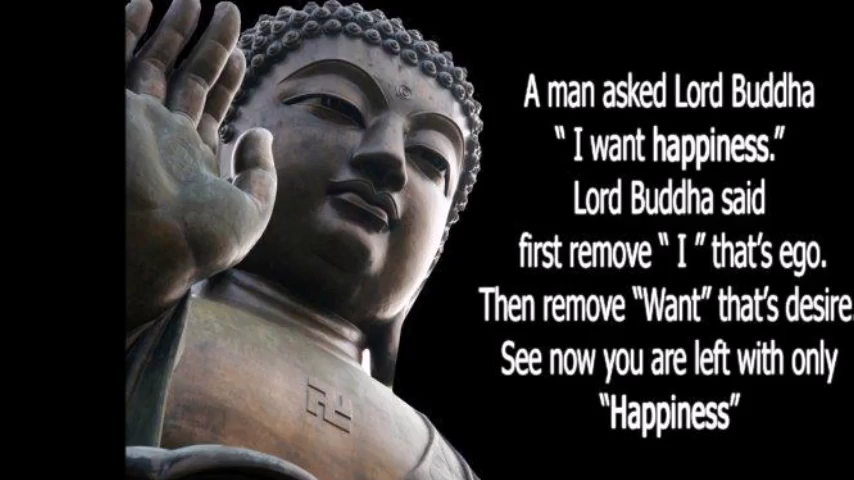 A man asked Lord Buddha
“ I want happiness.”
Lord Buddha said
first remove “ I ” that’s ego.
Then remove “Want” that’s desire.
See now you are left with only
“Happiness”